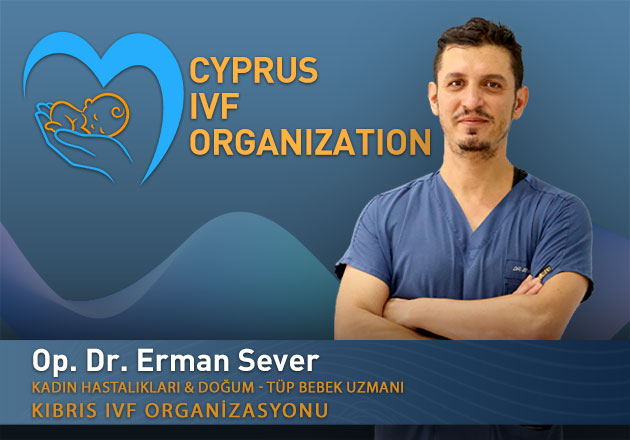 CYPRUS
IVF
ORGANIZATION
Op. Dr. Erman Sever
KADIN HASTALIKLARI & DOĞUM - TÜP BEBEK UZMANI
KIBRIS IVF ORGANİZASYONU